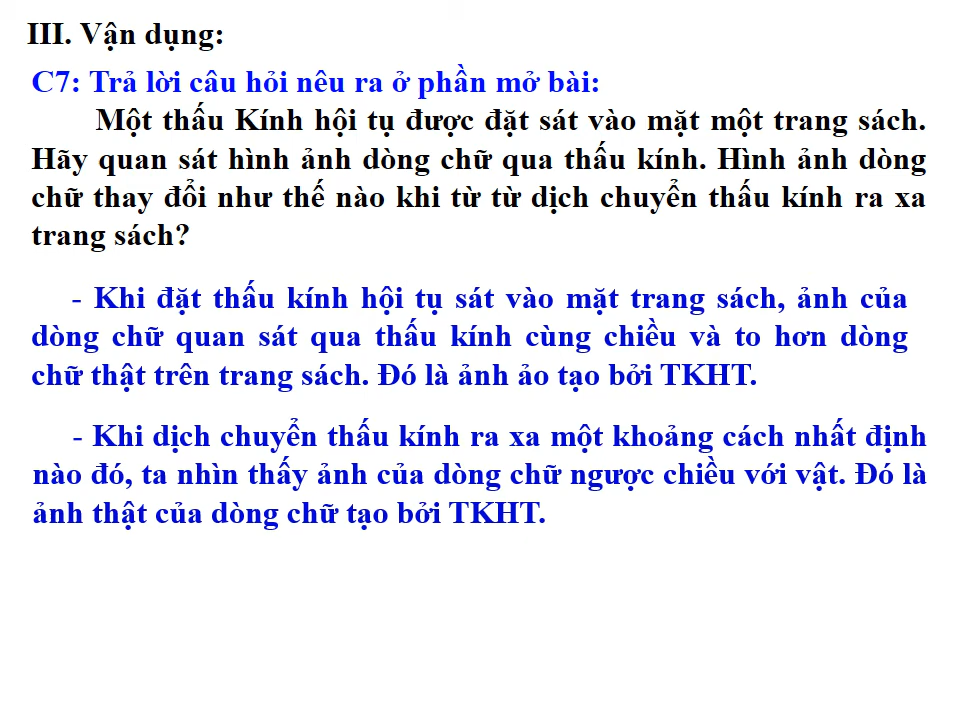 III. Vận dụng:
C7: Trả lời câu hỏi nêu ra ở phần mở bài:
Một thấu Kính hội tụ được đặt sát vào mặt một trang sách.
Hãy quan sát hình ảnh dòng chữ qua thấu kính. Hình ảnh dòng
chữ thay đổi như thế nào khi từ từ dịch chuyển thấu kính ra xa
trang sách?
- Khi đặt thấu kính hội tụ sát vào mặt trang sách, ảnh của
dòng chữ quan sát qua thấu kính cùng chiều và to hơn dòng
chữ thật trên trang sách. Đó là ảnh ảo tạo bởi TKHT.
- Khi dịch chuyển thấu kính ra xa một khoảng cách nhất định
nào đó, ta nhìn thấy ảnh của dòng chữ ngược chiều với vật. Đó là
ảnh thật của dòng chữ tạo bởi TKHT.